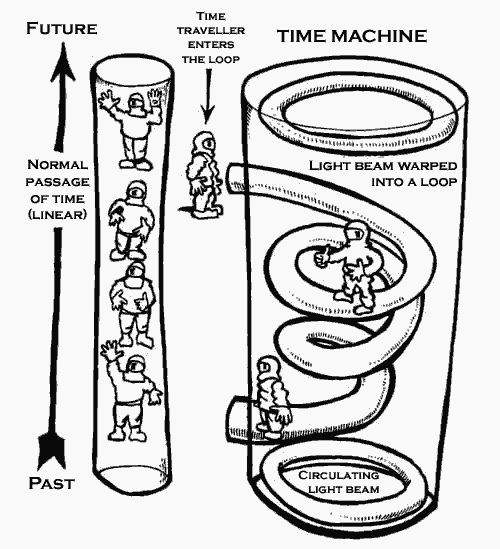 Future
Time
traveller
enters
the loop
Time Machine
Normal
passage
of time
(linear)
Light beam warped
into a loop
Past
Circulating
light beam